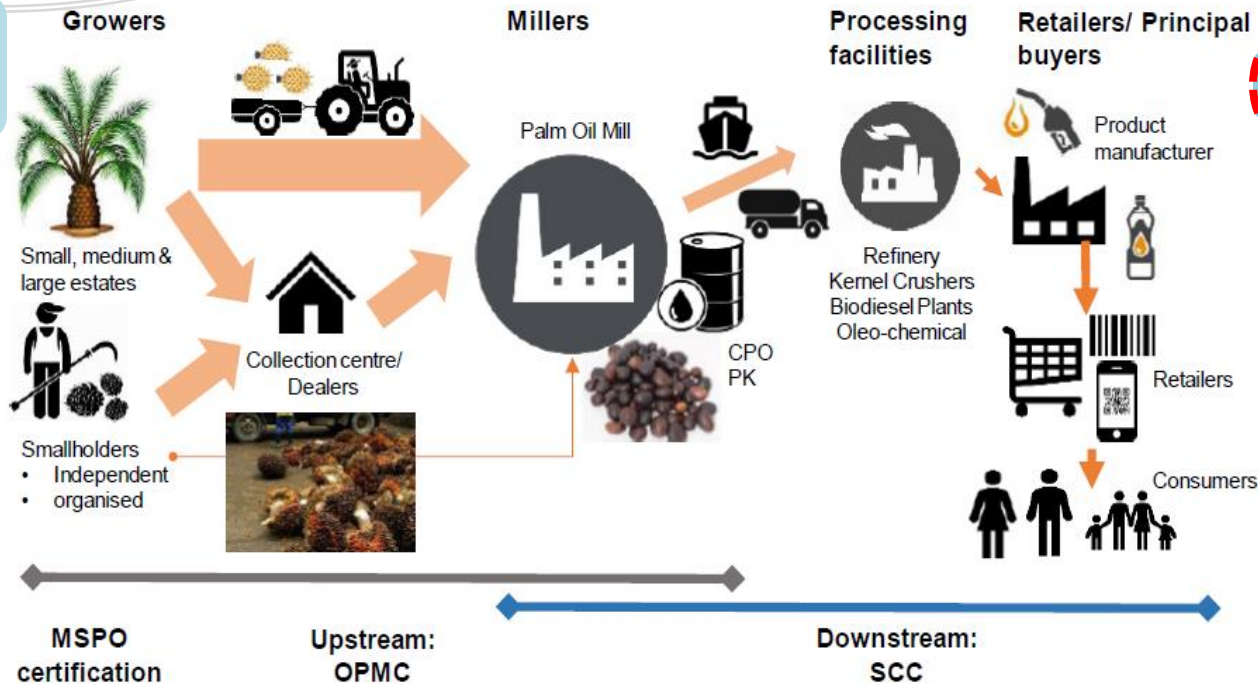 Growers
Millers
Processing
facilities
Retailers/ Principal
buyers
Palm Oil Mill
Product
manufacturer
Small, medium &
large estates
Collection centre/
Dealers
Refinery
Kernel Crushers
Biodiesel Plants
Oleo-chemical
CPO
PK
Retailers
Smallholders
• Independent
• organised
Consumers
MSPO
certification
Upstream:
OPMC
Downstream:
SCC